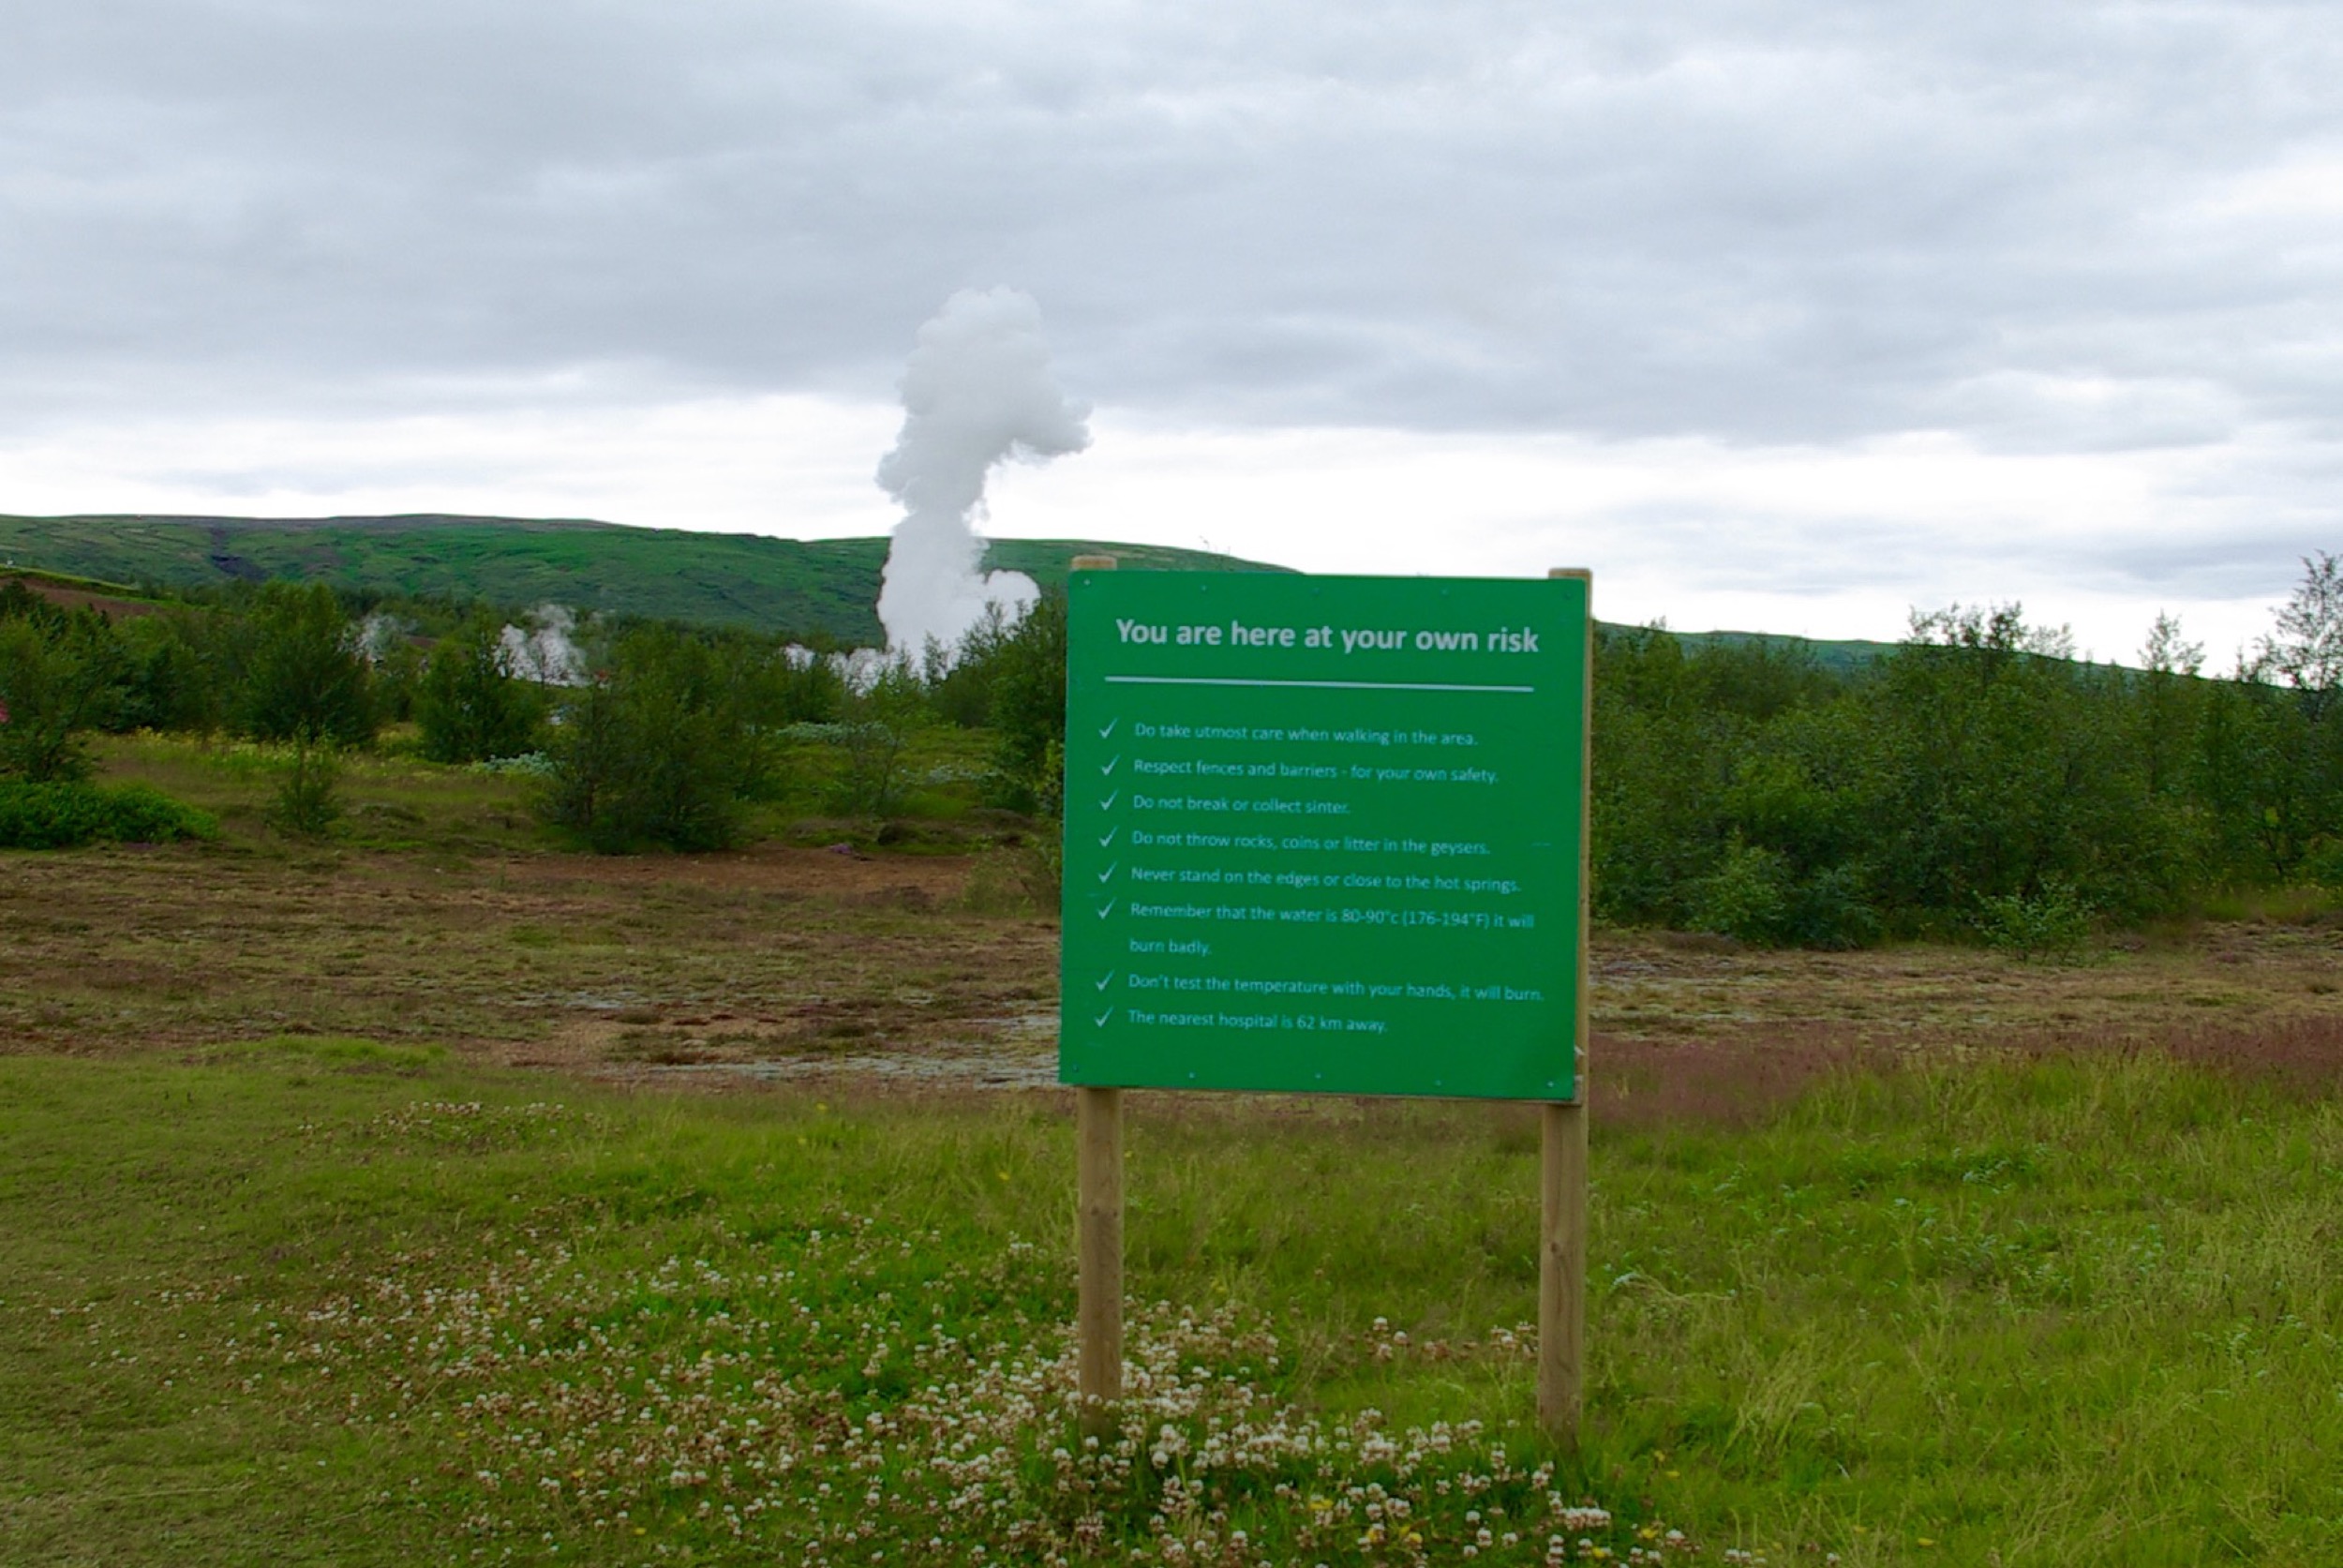 You are here at your own risk
✓ Do take utmost care when walking in the area.
✓ Respect fences and barriers - for your own safety.
✓ Do not break or collect sinter.
✓ Do not throw rocks, coins or litter in the geysers.
✓ Never stand on the edges or close to the hot springs.
✓ Remember that the water is 80-90°c (176-194°F) it will
burn badly.
✓ Don't test the temperature with your hands, it will burn.
✓ The nearest hospital is 62 km away.